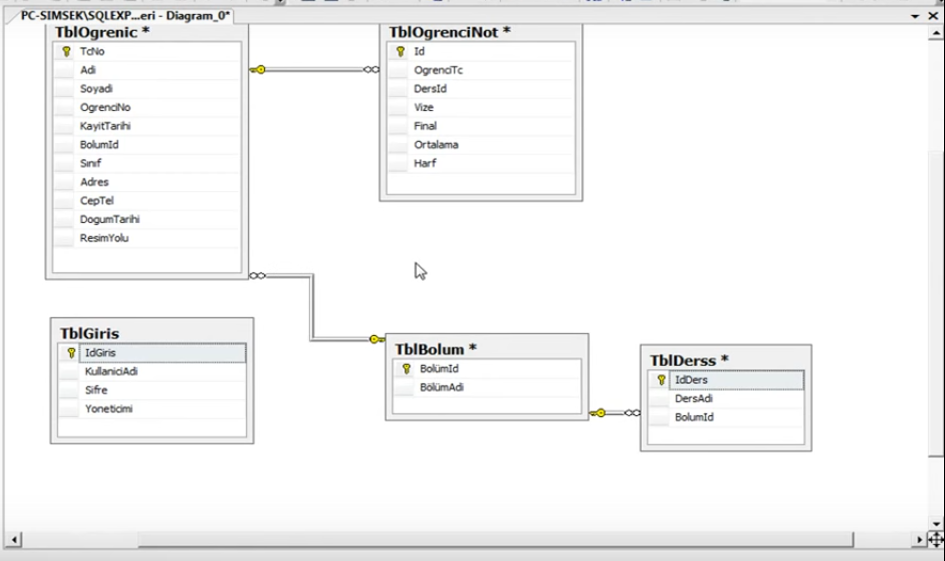 PC-SIMSEK\SQLEXP...eri - Diagram_0*
TblOgrenic *
TcNo
Adi
Soyadi
OgrenciNo
KayitTarihi
BolumId
Sınıf
Adres
CepTel
DogumTarihi
ResimYolu
TblOgrenciNot *
Id
OgrenciTc
DersId
Vize
Final
Ortalama
Harf
TblGiris
IdGiris
KullaniciAdi
Sifre
Yoneticimi
TblBolum *
BolümId
BölümAdi
TblDerss *
IdDers
DersAdi
BolumId